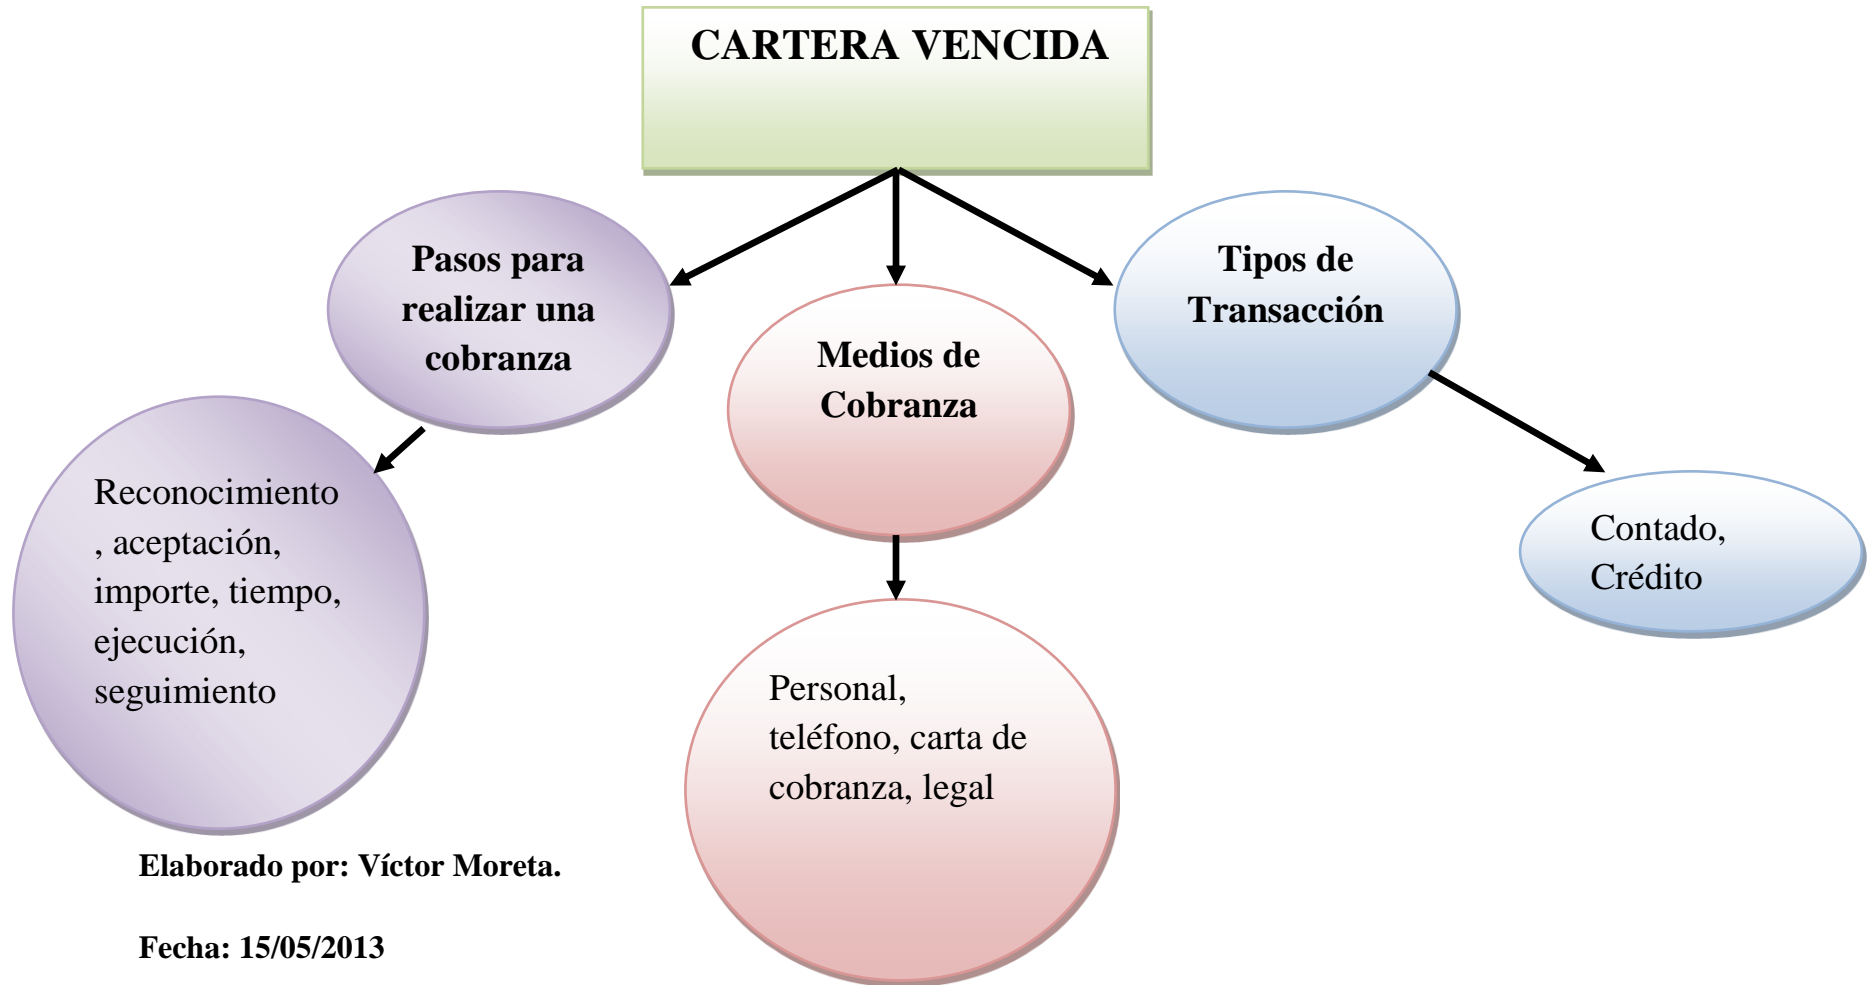 CARTERA VENCIDA
Pasos para
realizar una
cobranza
Medios de
Cobranza
Tipos de
Transacción
Reconocimiento
, aceptación,
importe, tiempo,
ejecución,
seguimiento
Personal,
teléfono, carta de
cobranza, legal
Contado,
Crédito
Elaborado por: Víctor Moreta.
Fecha: 15/05/2013